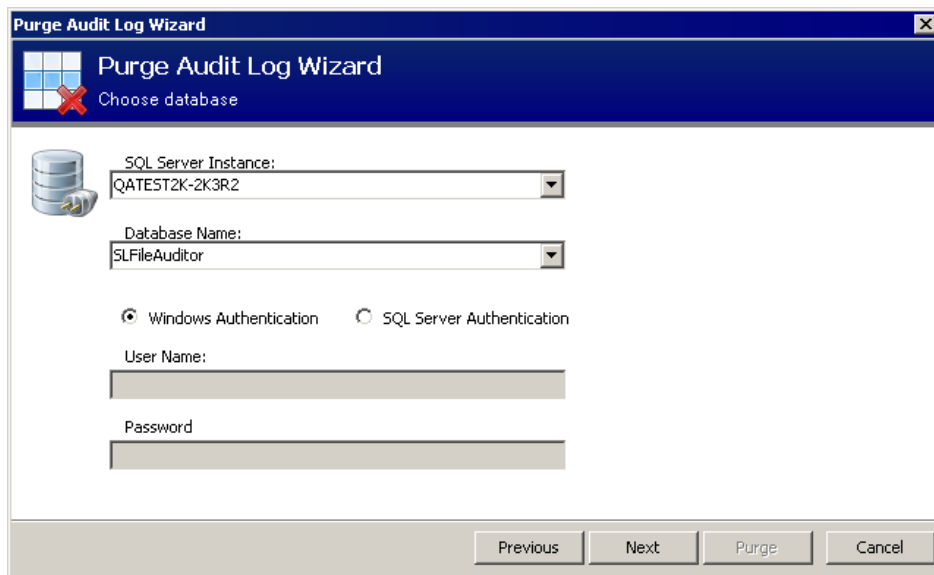 Purge Audit Log Wizard
Purge Audit Log Wizard
Choose database
SQL Server Instance:
QATEST2K-2K3R2
Database Name:
SLFileAuditor
Windows Authentication SQL Server Authentication
User Name:
Password
Previous Next Purge Cancel